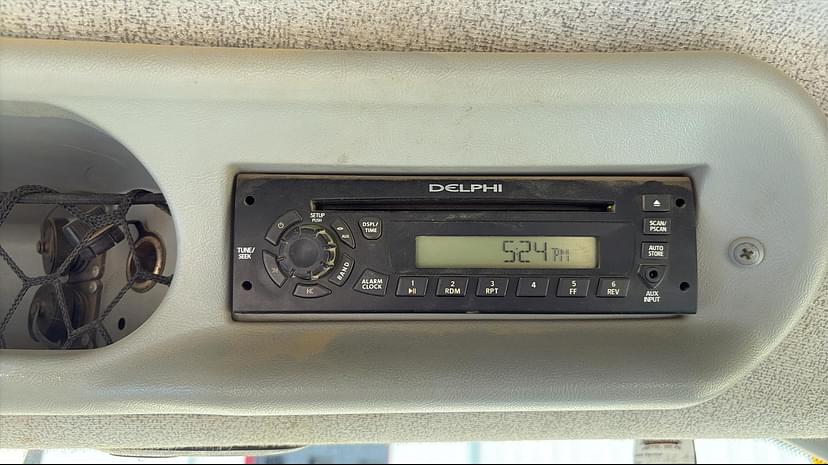 DELPHI
SETUP
PUSH
AUX
DSPL/
TIME
TUNE/
SEEK
BAND
ALARM
CLOCK
5:24 PM
1
2
RDM
3
RPT
4
5
FF
6
REV
SCAN/
PSCAN
AUTO
STORE
AUX
INPUT